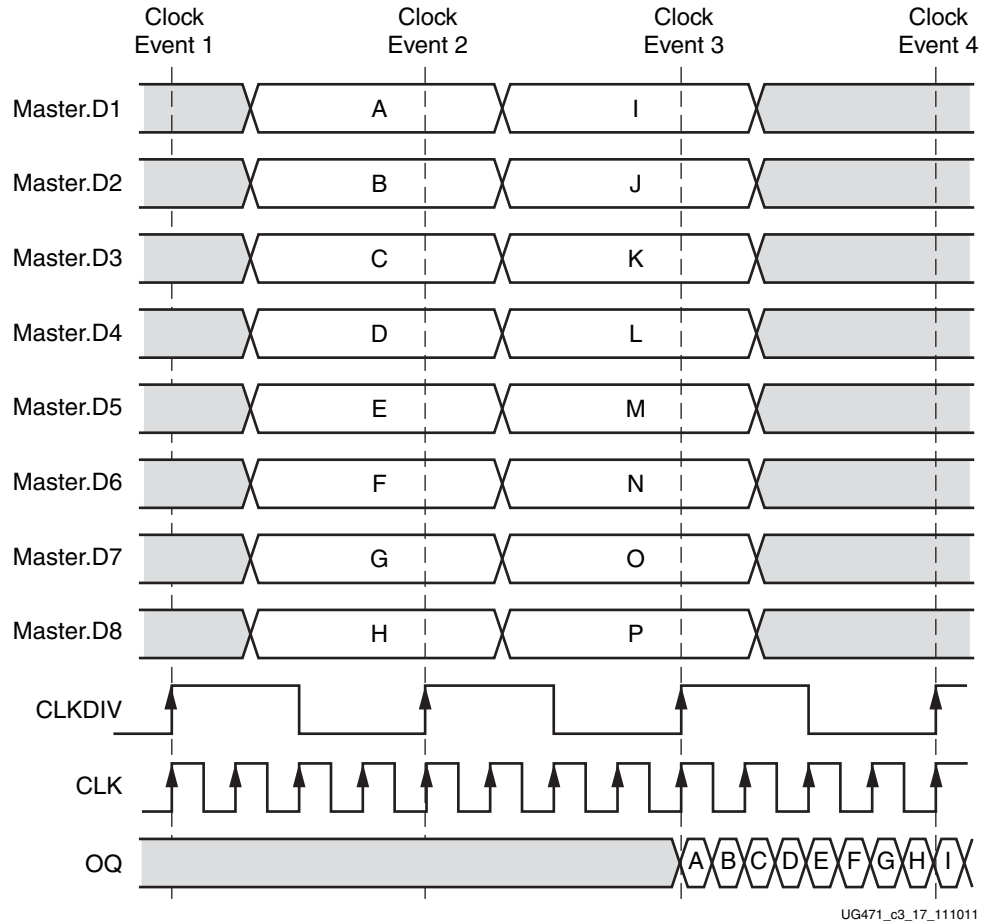 Clock Clock Clock Clock
Event 1 Event 2 Event 3 Event 4
Master.D1 A I
Master.D2 B J
Master.D3 C K
Master.D4 D L
Master.D5 E M
Master.D6 F N
Master.D7 G O
Master.D8 H P
CLKDIV
CLK
OQ A B C D E F G H I
UG471_c3_17_111011